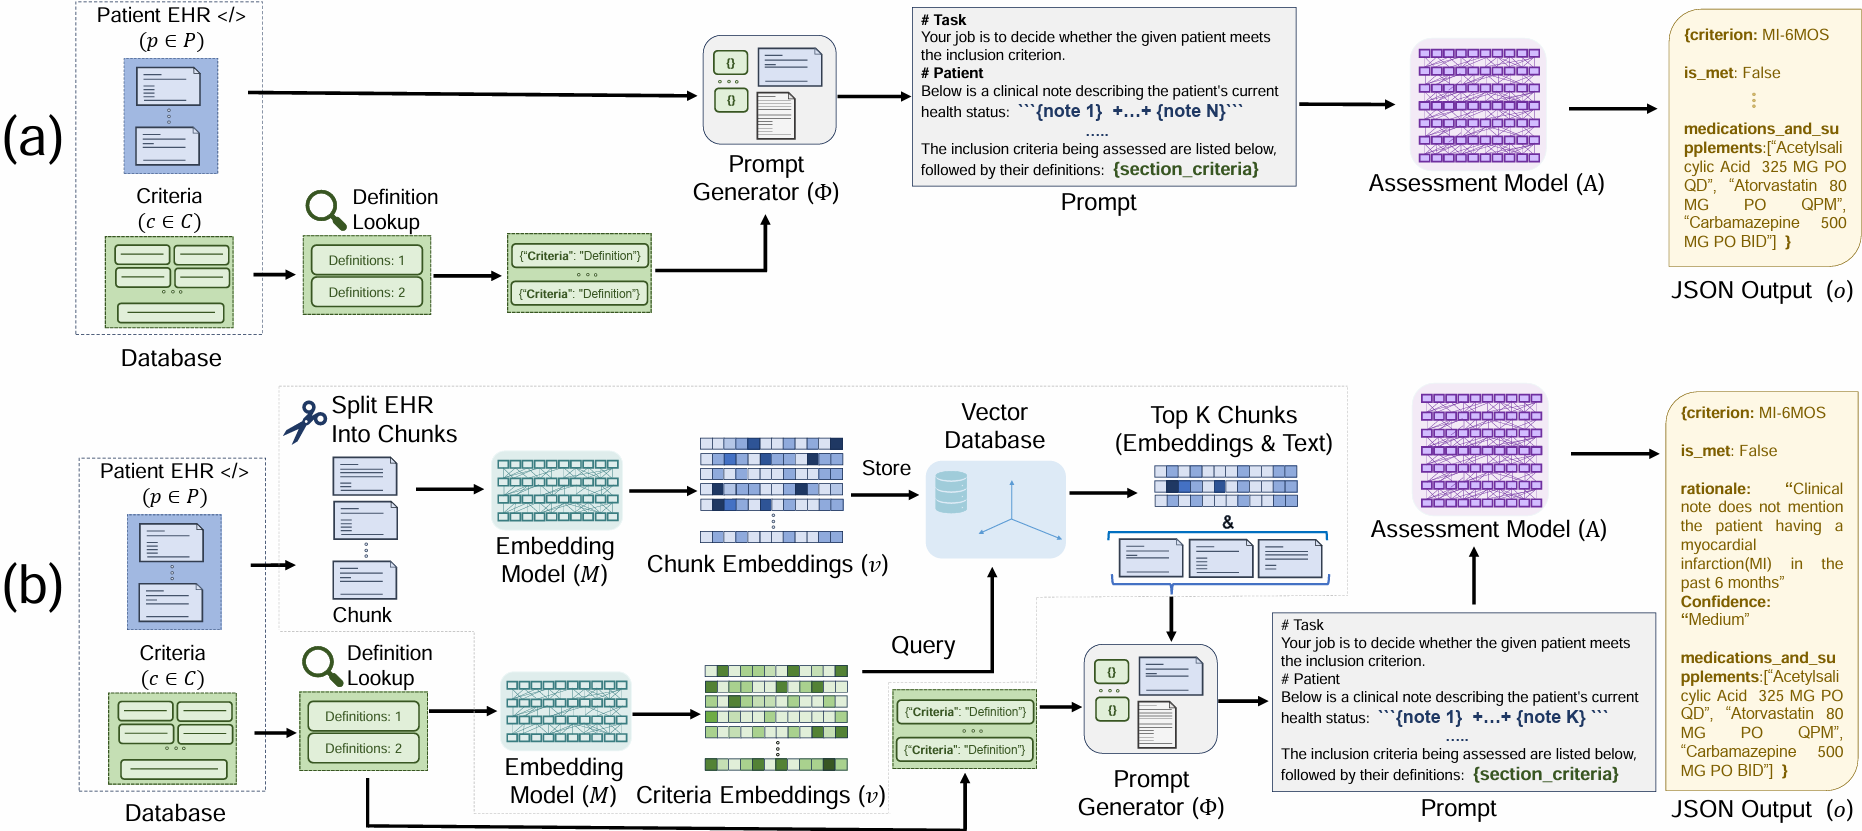 (a)
Patient EHR </>
(p ∈ P)
Criteria
(c ∈ C)
Database
Definition
Lookup
Definitions: 1
Definitions: 2
{"Criteria": "Definition"}
{"Criteria": "Definition"}
{}
{}
Prompt
Generator (Φ)
# Task
Your job is to decide whether the given patient meets
the inclusion criterion.
# Patient
Below is a clinical note describing the patient's current
health status: ```{note 1} +...+ {note N}```
.....
The inclusion criteria being assessed are listed below,
followed by their definitions: {section_criteria}
Prompt
Assessment Model (A)
{criterion: MI-6MOS
is_met: False
medications_and_su
pplements:["Acetylsali
cylic Acid 325 MG PO
QD", "Atorvastatin 80
MG PO QPM",
"Carbamazepine 500
MG PO BID"] }
JSON Output (o)
(b)
Patient EHR </>
(p ∈ P)
Criteria
(c ∈ C)
Database
Split EHR
Into Chunks
Chunk
Embedding
Model (M)
Chunk Embeddings (v)
Store
Vector
Database
Top K Chunks
(Embeddings & Text)
&
Definition
Lookup
Definitions: 1
Definitions: 2
Embedding
Model (M)
Criteria Embeddings (v)
Query
{"Criteria": "Definition"}
{"Criteria": "Definition"}
{}
{}
Prompt
Generator (Φ)
# Task
Your job is to decide whether the given patient meets
the inclusion criterion.
# Patient
Below is a clinical note describing the patient's current
health status: ```{note 1} +...+ {note K} ```
.....
The inclusion criteria being assessed are listed below,
followed by their definitions: {section_criteria}
Prompt
Assessment Model (A)
{criterion: MI-6MOS
is_met: False
rationale: "Clinical
note does not mention
the patient having a
myocardial
infarction(MI) in the
past 6 months"
Confidence:
"Medium"
medications_and_su
pplements:["Acetylsali
cylic Acid 325 MG PO
QD", "Atorvastatin 80
MG PO QPM",
"Carbamazepine 500
MG PO BID"] }
JSON Output (o)